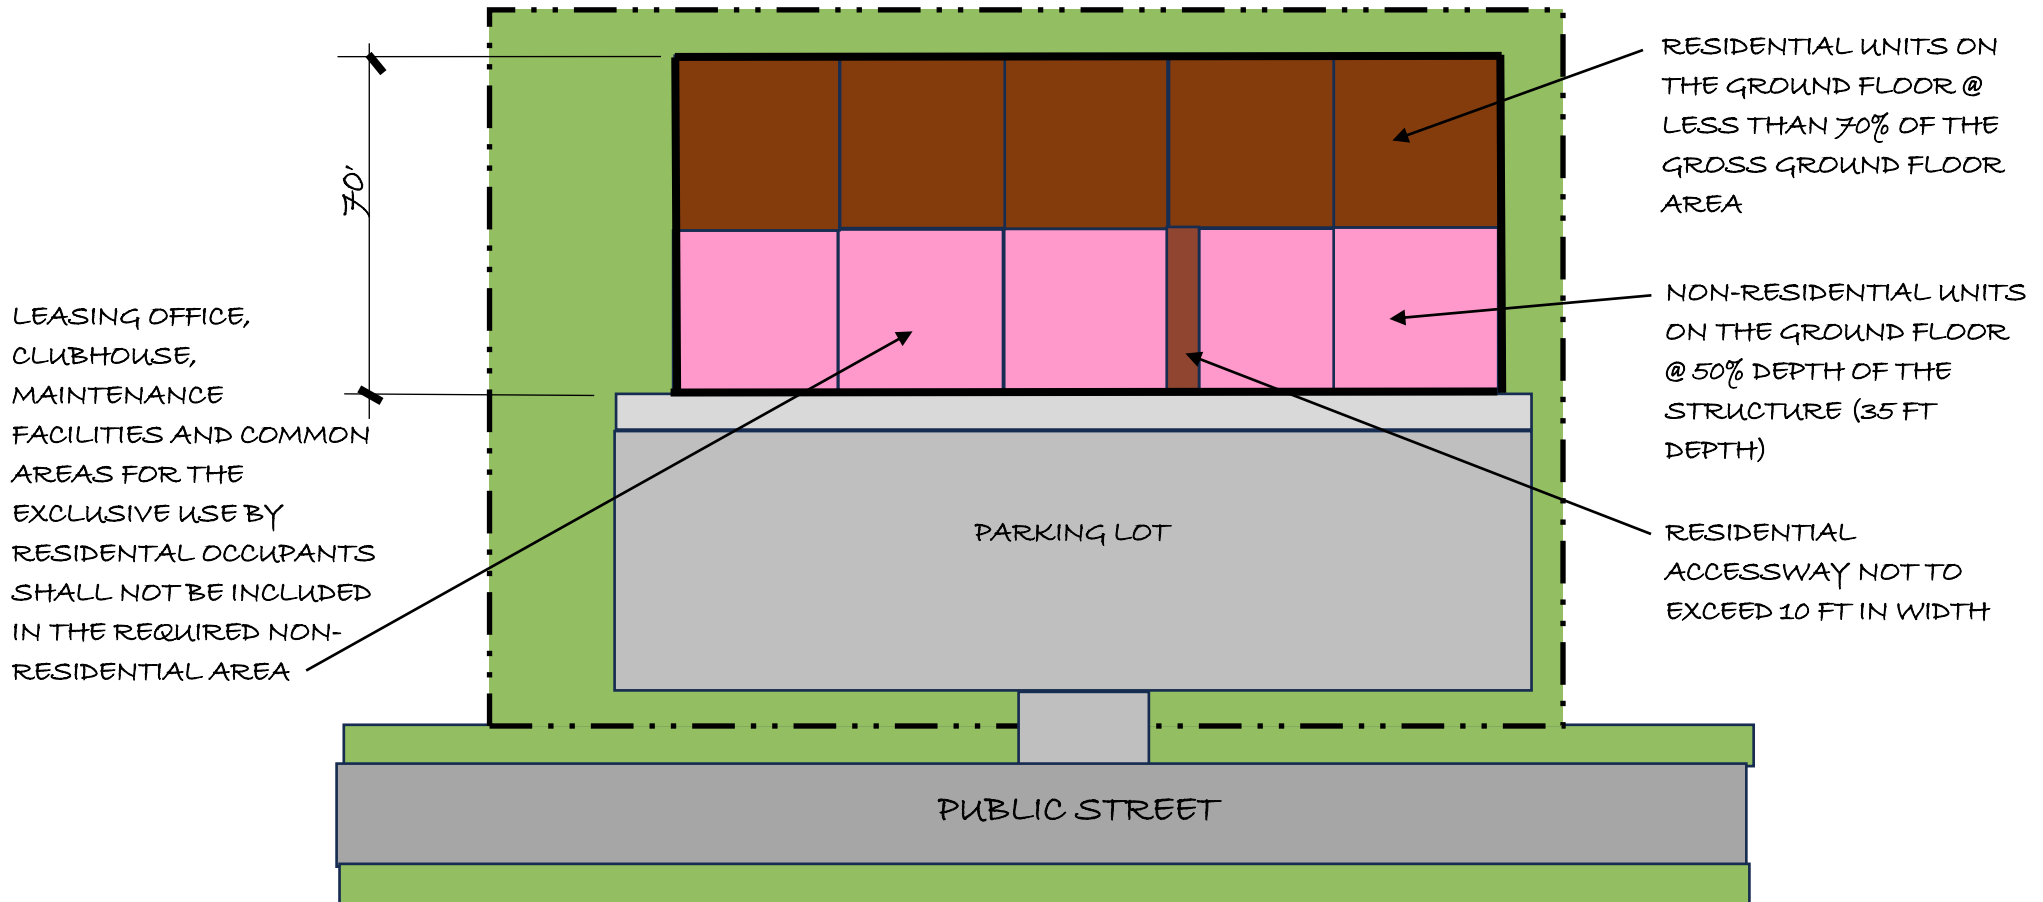 RESIDENTIAL UNITS ON
THE GROUND FLOOR @
LESS THAN 70% OF THE
GROSS GROUND FLOOR
AREA
70'
NON-RESIDENTIAL UNITS
ON THE GROUND FLOOR
@ 50% DEPTH OF THE
STRUCTURE (35 FT
DEPTH)
LEASING OFFICE,
CLUBHOUSE,
MAINTENANCE
FACILITIES AND COMMON
AREAS FOR THE
EXCLUSIVE USE BY
RESIDENTAL OCCUPANTS
SHALL NOT BE INCLUDED
IN THE REQUIRED NON-
RESIDENTIAL AREA
PARKING LOT
RESIDENTIAL
ACCESSWAY NOT TO
EXCEED 10 FT IN WIDTH
PUBLIC STREET